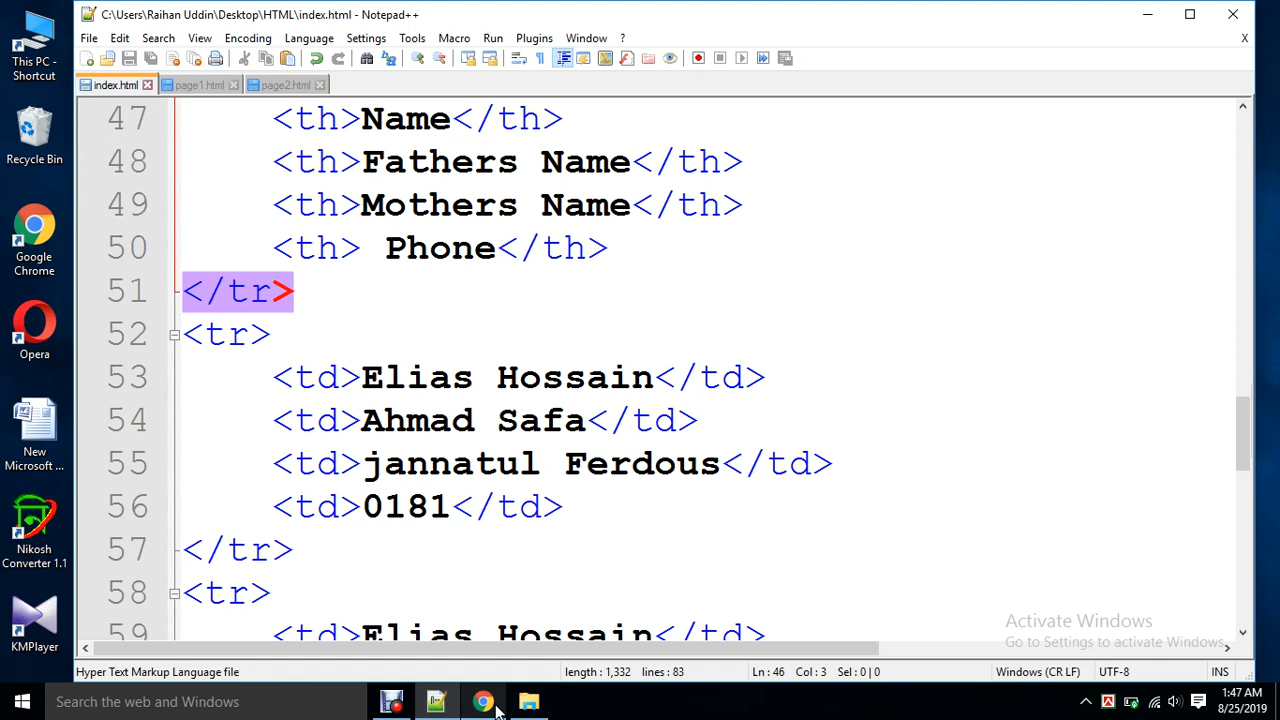 C:\Users\Raihan Uddin\Desktop\HTML\index.html - Notepad++
File Edit Search View Encoding Language Settings Tools Macro Run Plugins Window ? X
index.html page1.html page2.html
47 <th>Name</th>
48 <th>Fathers Name</th>
49 <th>Mothers Name</th>
50 <th> Phone</th>
51 </tr>
52 <tr>
53 <td>Elias Hossain</td>
54 <td>Ahmad Safa</td>
55 <td>jannatul Ferdous</td>
56 <td>0181</td>
57 </tr>
58 <tr>
59 <td>Elias Hossain</td>
This PC -
Shortcut
Recycle Bin
Google
Chrome
Opera
New
Microsoft ...
Nikosh
Converter 1.1
KMPlayer
Activate Windows
Go to Settings to activate Windows.
Hyper Text Markup Language file length : 1,332 lines : 83 Ln : 46 Col : 3 Sel : 0 | 0 Windows (CR LF) UTF-8 INS
Search the web and Windows
1:47 AM
8/25/2019